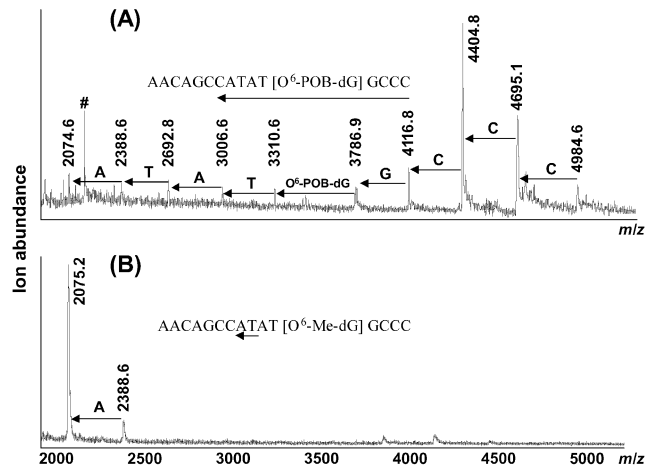 (A)
4404.8
AACAGCCATAT [O⁶-POB-dG] GCCC
4695.1
#
2074.6
2388.6
2692.8
3006.6
3310.6
3786.9
4116.8
4984.6
A
T
A
T
O⁶-POB-dG
G
C
C
C
m/z
Ion abundance
(B)
2075.2
AACAGCCATAT [O⁶-Me-dG] GCCC
2388.6
A
2000 2500 3000 3500 4000 4500 5000 m/z